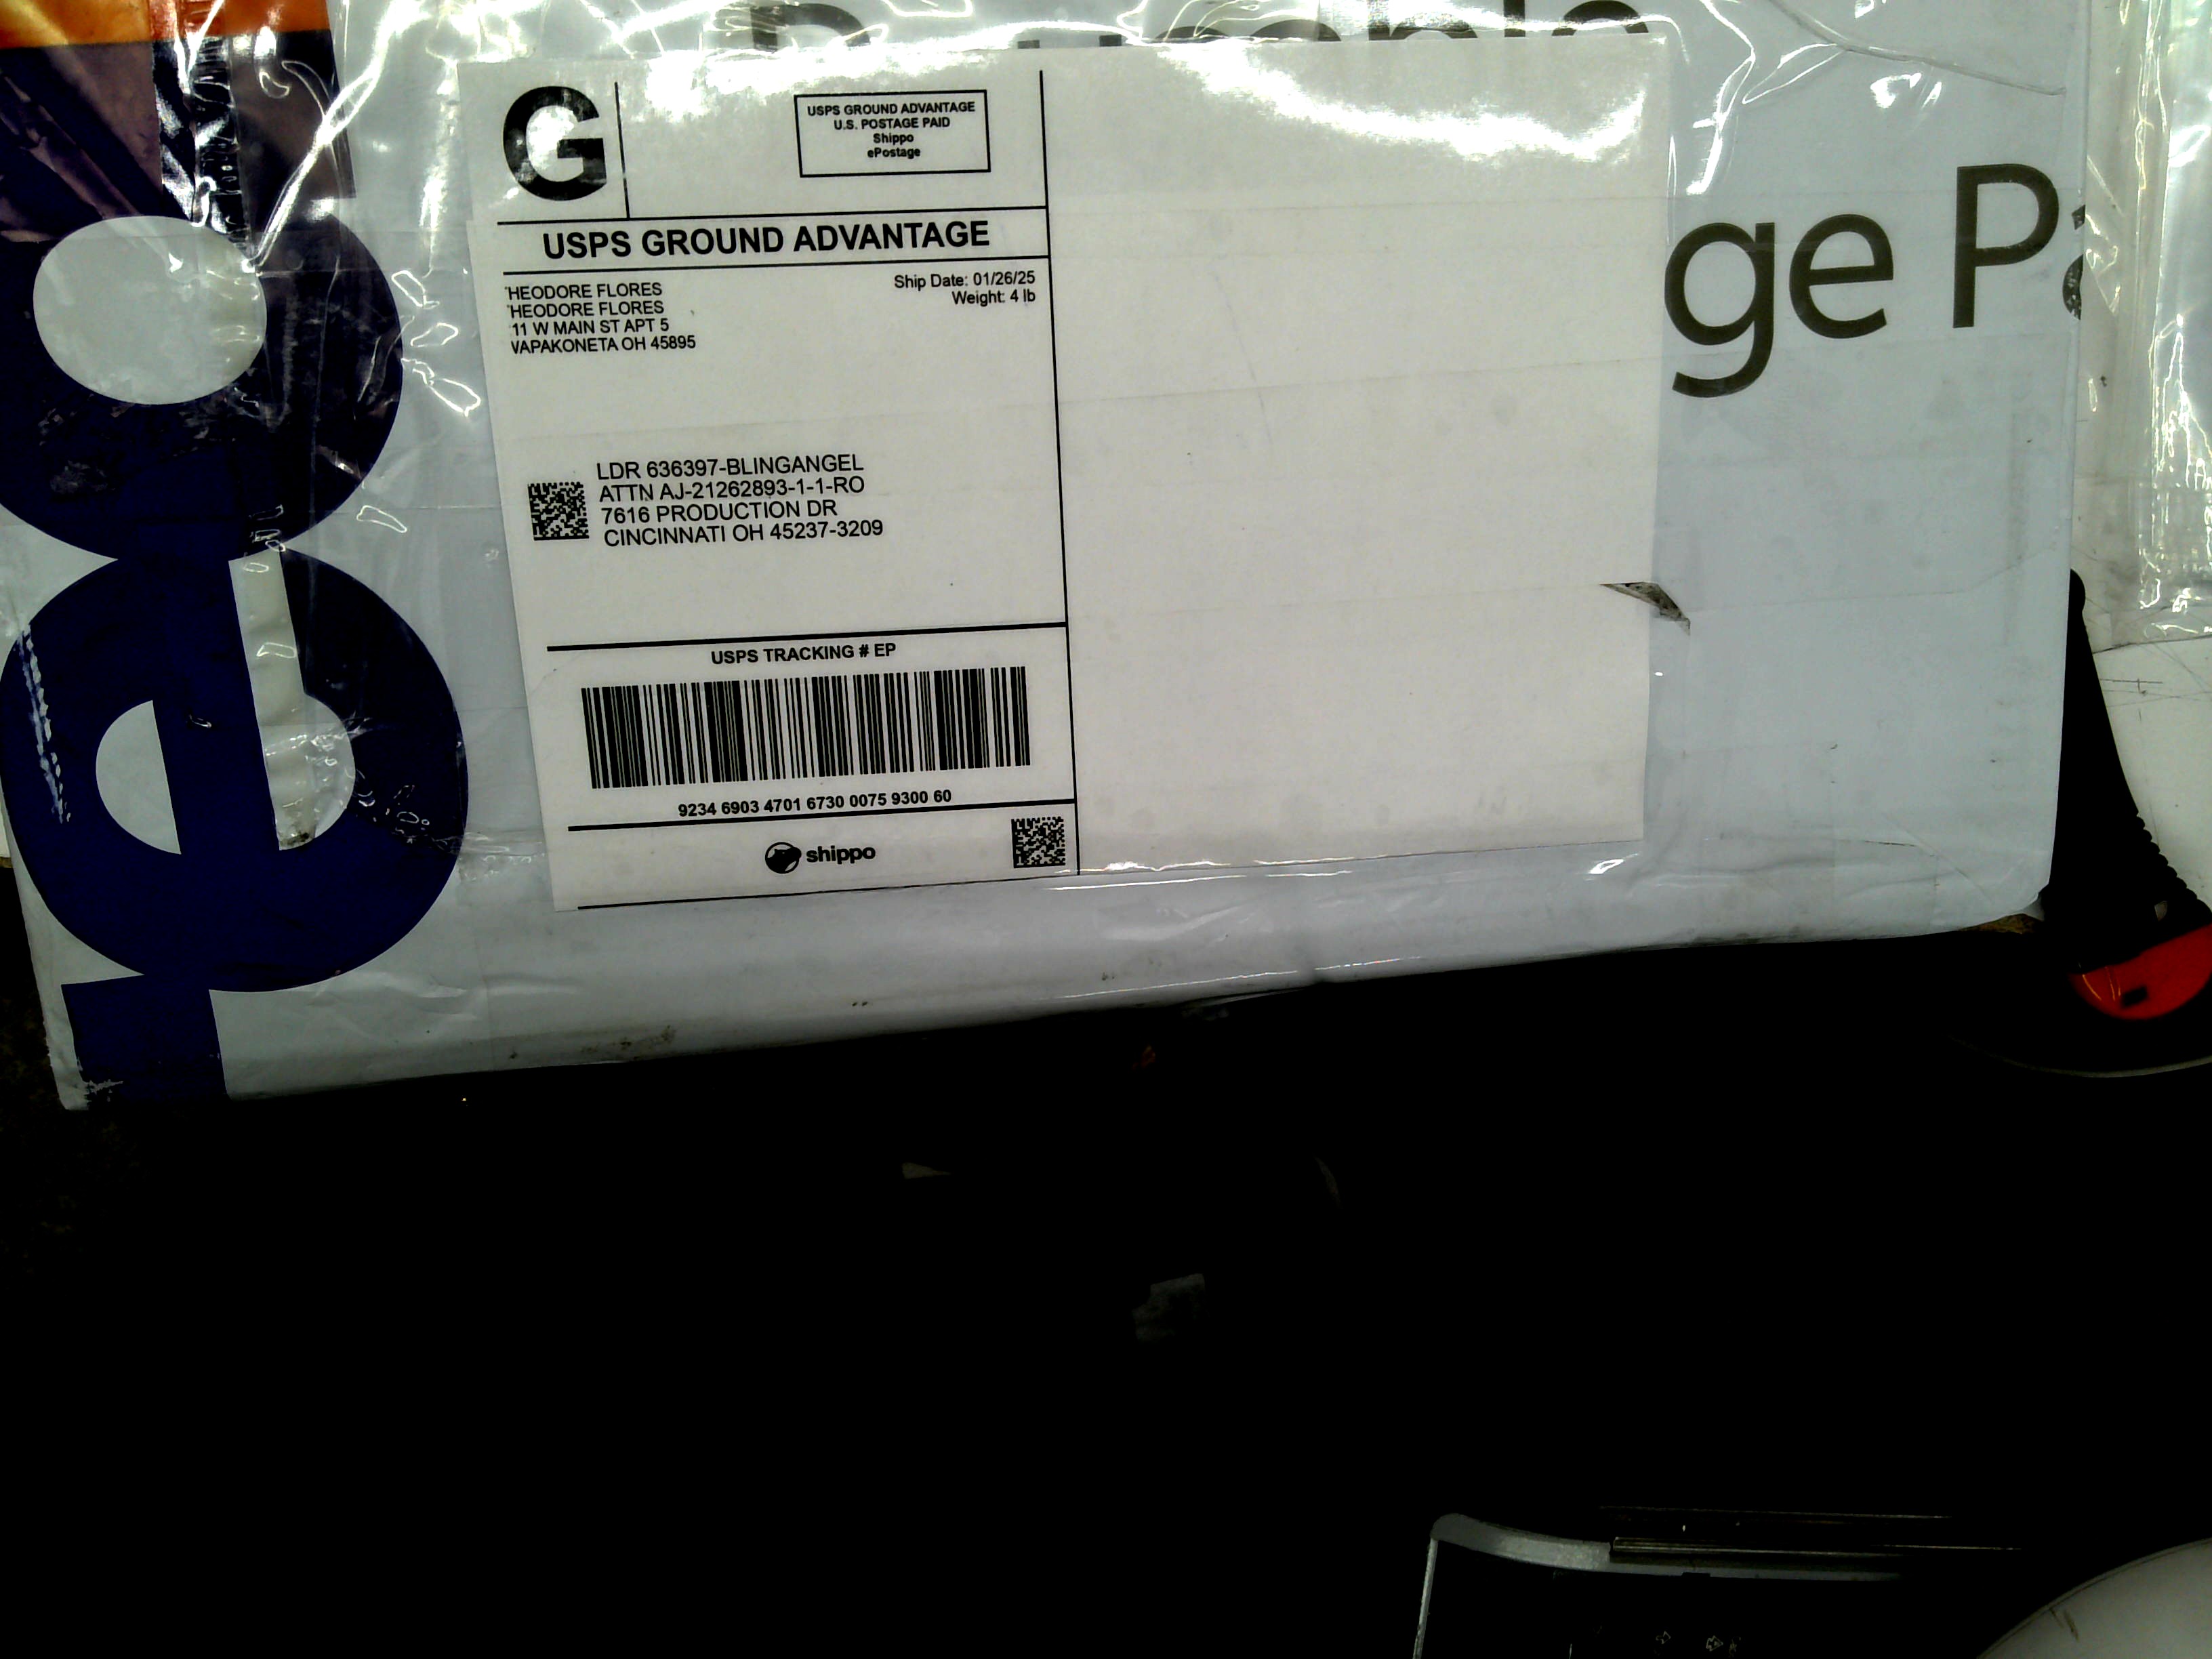 G
USPS GROUND ADVANTAGE
U.S. POSTAGE PAID
Shippo
ePostage
USPS GROUND ADVANTAGE
HEODORE FLORES
HEODORE FLORES
11 W MAIN ST APT 5
VAPAKONETA OH 45895
Ship Date: 01/26/25
Weight: 4 lb
LDR 636397-BLINGANGEL
ATTN AJ-21262893-1-1-RO
7616 PRODUCTION DR
CINCINNATI OH 45237-3209
USPS TRACKING # EP
9234 6903 4701 6730 0075 9300 60
shippo
ge Pa